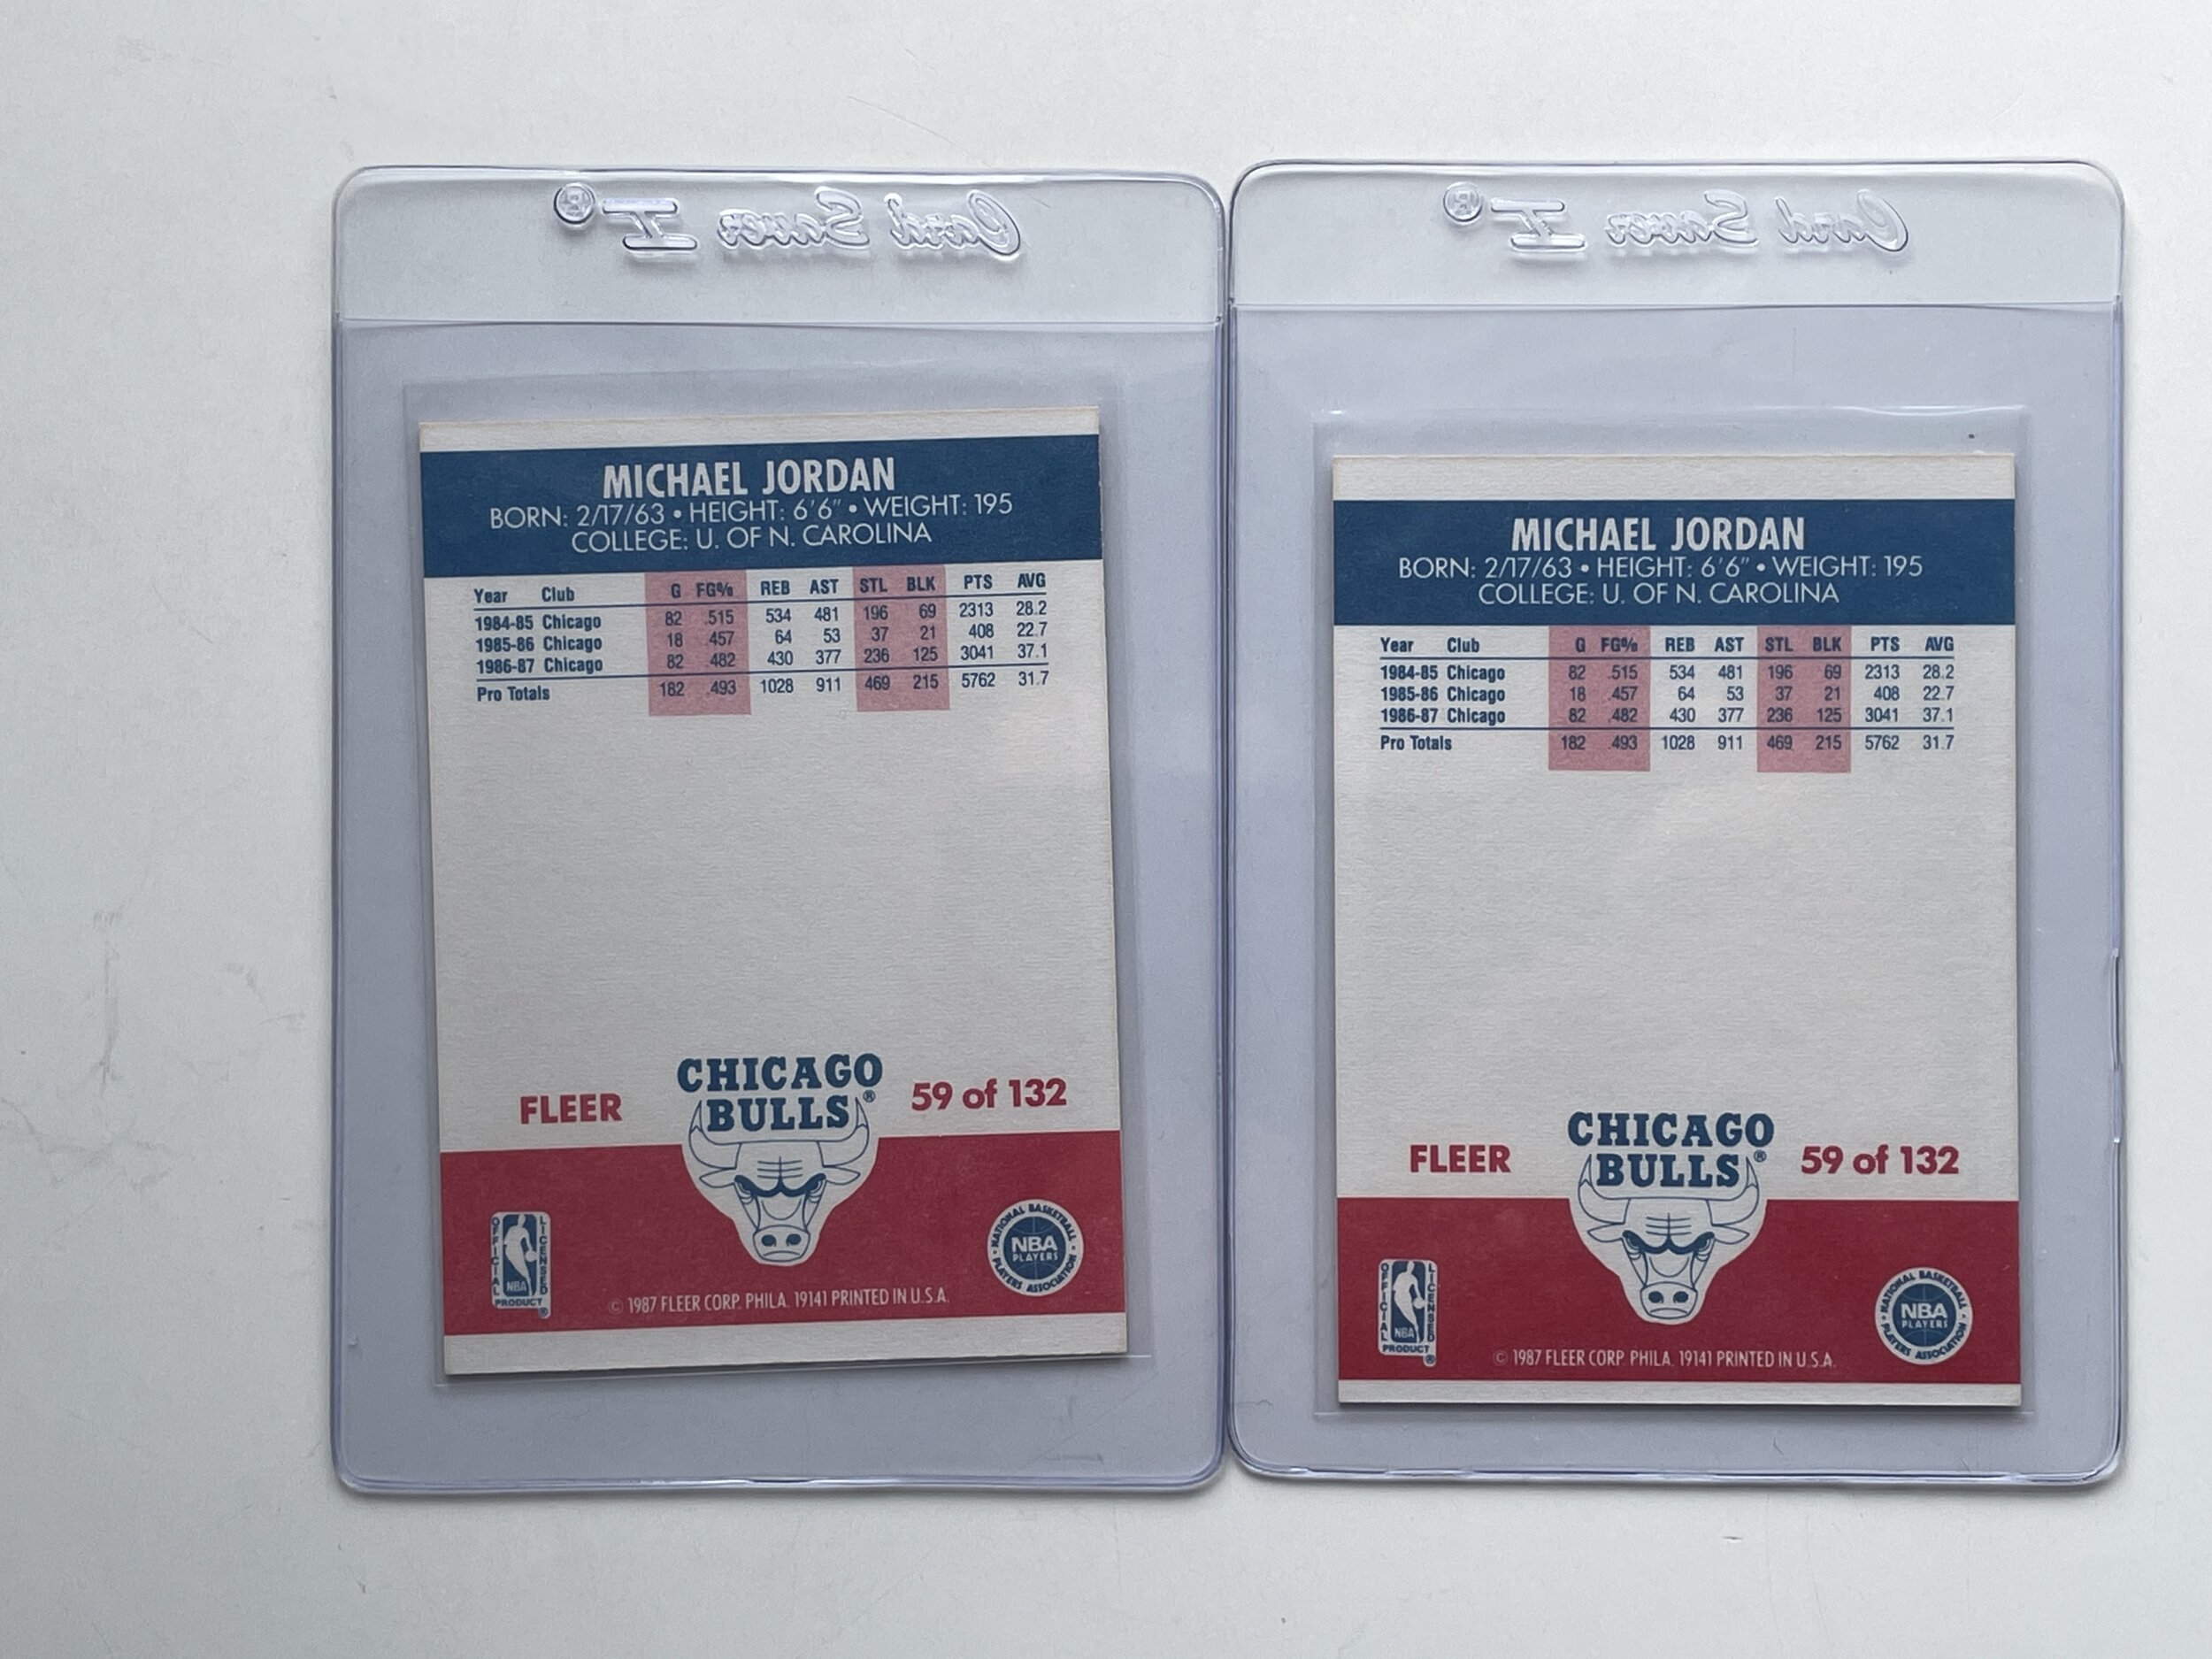 Card Saver I®
MICHAEL JORDAN
BORN: 2/17/63 • HEIGHT: 6'6" • WEIGHT: 195
COLLEGE: U. OF N. CAROLINA
Year Club G FG% REB AST STL BLK PTS AVG
1984-85 Chicago 82 .515 534 481 196 69 2313 28.2
1985-86 Chicago 18 .457 64 53 37 21 408 22.7
1986-87 Chicago 82 .482 430 377 236 125 3041 37.1
Pro Totals 182 .493 1028 911 469 215 5762 31.7
CHICAGO
BULLS®
FLEER
59 of 132
OFFICIAL LICENSED
NBA
PRODUCT
®
NATIONAL BASKETBALL
NBA
PLAYERS
PLAYERS ASSOCIATION
© 1987 FLEER CORP. PHILA. 19141 PRINTED IN U.S.A.
Card Saver I®
MICHAEL JORDAN
BORN: 2/17/63 • HEIGHT: 6'6" • WEIGHT: 195
COLLEGE: U. OF N. CAROLINA
Year Club G FG% REB AST STL BLK PTS AVG
1984-85 Chicago 82 .515 534 481 196 69 2313 28.2
1985-86 Chicago 18 .457 64 53 37 21 408 22.7
1986-87 Chicago 82 .482 430 377 236 125 3041 37.1
Pro Totals 182 .493 1028 911 469 215 5762 31.7
CHICAGO
BULLS®
FLEER
59 of 132
OFFICIAL LICENSED
NBA
PRODUCT
®
NATIONAL BASKETBALL
NBA
PLAYERS
PLAYERS ASSOCIATION
© 1987 FLEER CORP. PHILA. 19141 PRINTED IN U.S.A.